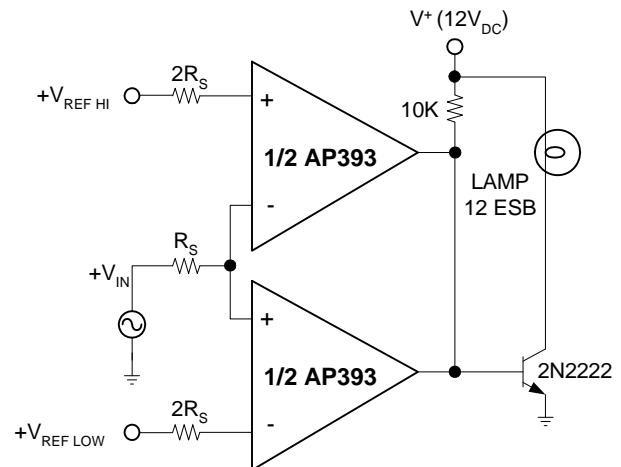 V+ (12VDC)
2RS
+VREF HI
+
10K
1/2 AP393
LAMP
12 ESB
-
RS
+VIN
+
1/2 AP393
2N2222
2RS
-
+VREF LOW